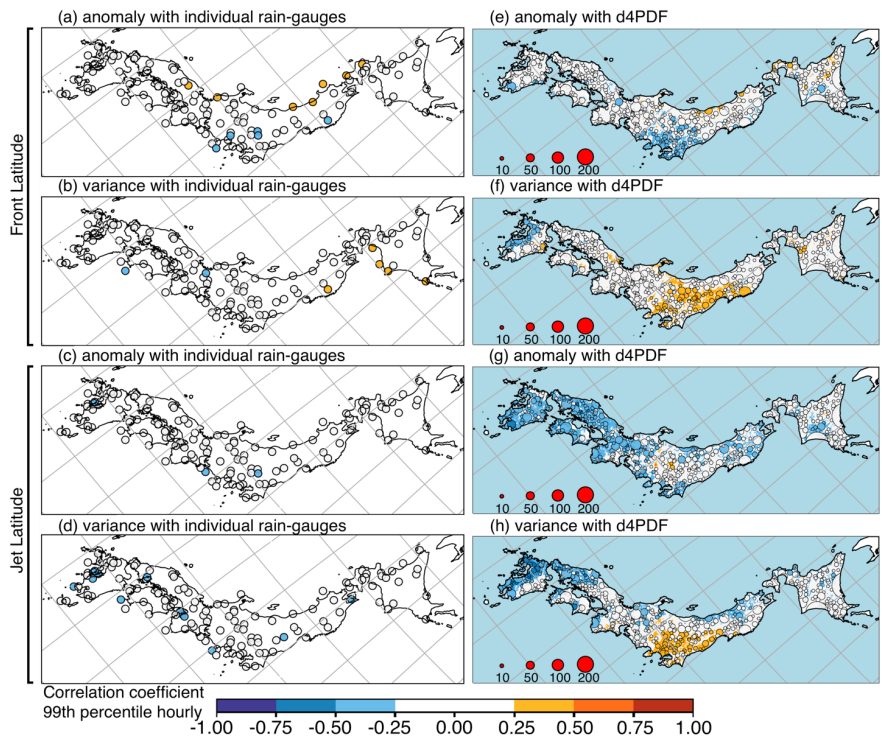 (a) anomaly with individual rain-gauges
(e) anomaly with d4PDF
10 50 100 200
(b) variance with individual rain-gauges
(f) variance with d4PDF
10 50 100 200
Front Latitude
(c) anomaly with individual rain-gauges
(g) anomaly with d4PDF
10 50 100 200
(d) variance with individual rain-gauges
(h) variance with d4PDF
10 50 100 200
Jet Latitude
Correlation coefficient
99th percentile hourly
-1.00 -0.75 -0.50 -0.25 0.00 0.25 0.50 0.75 1.00